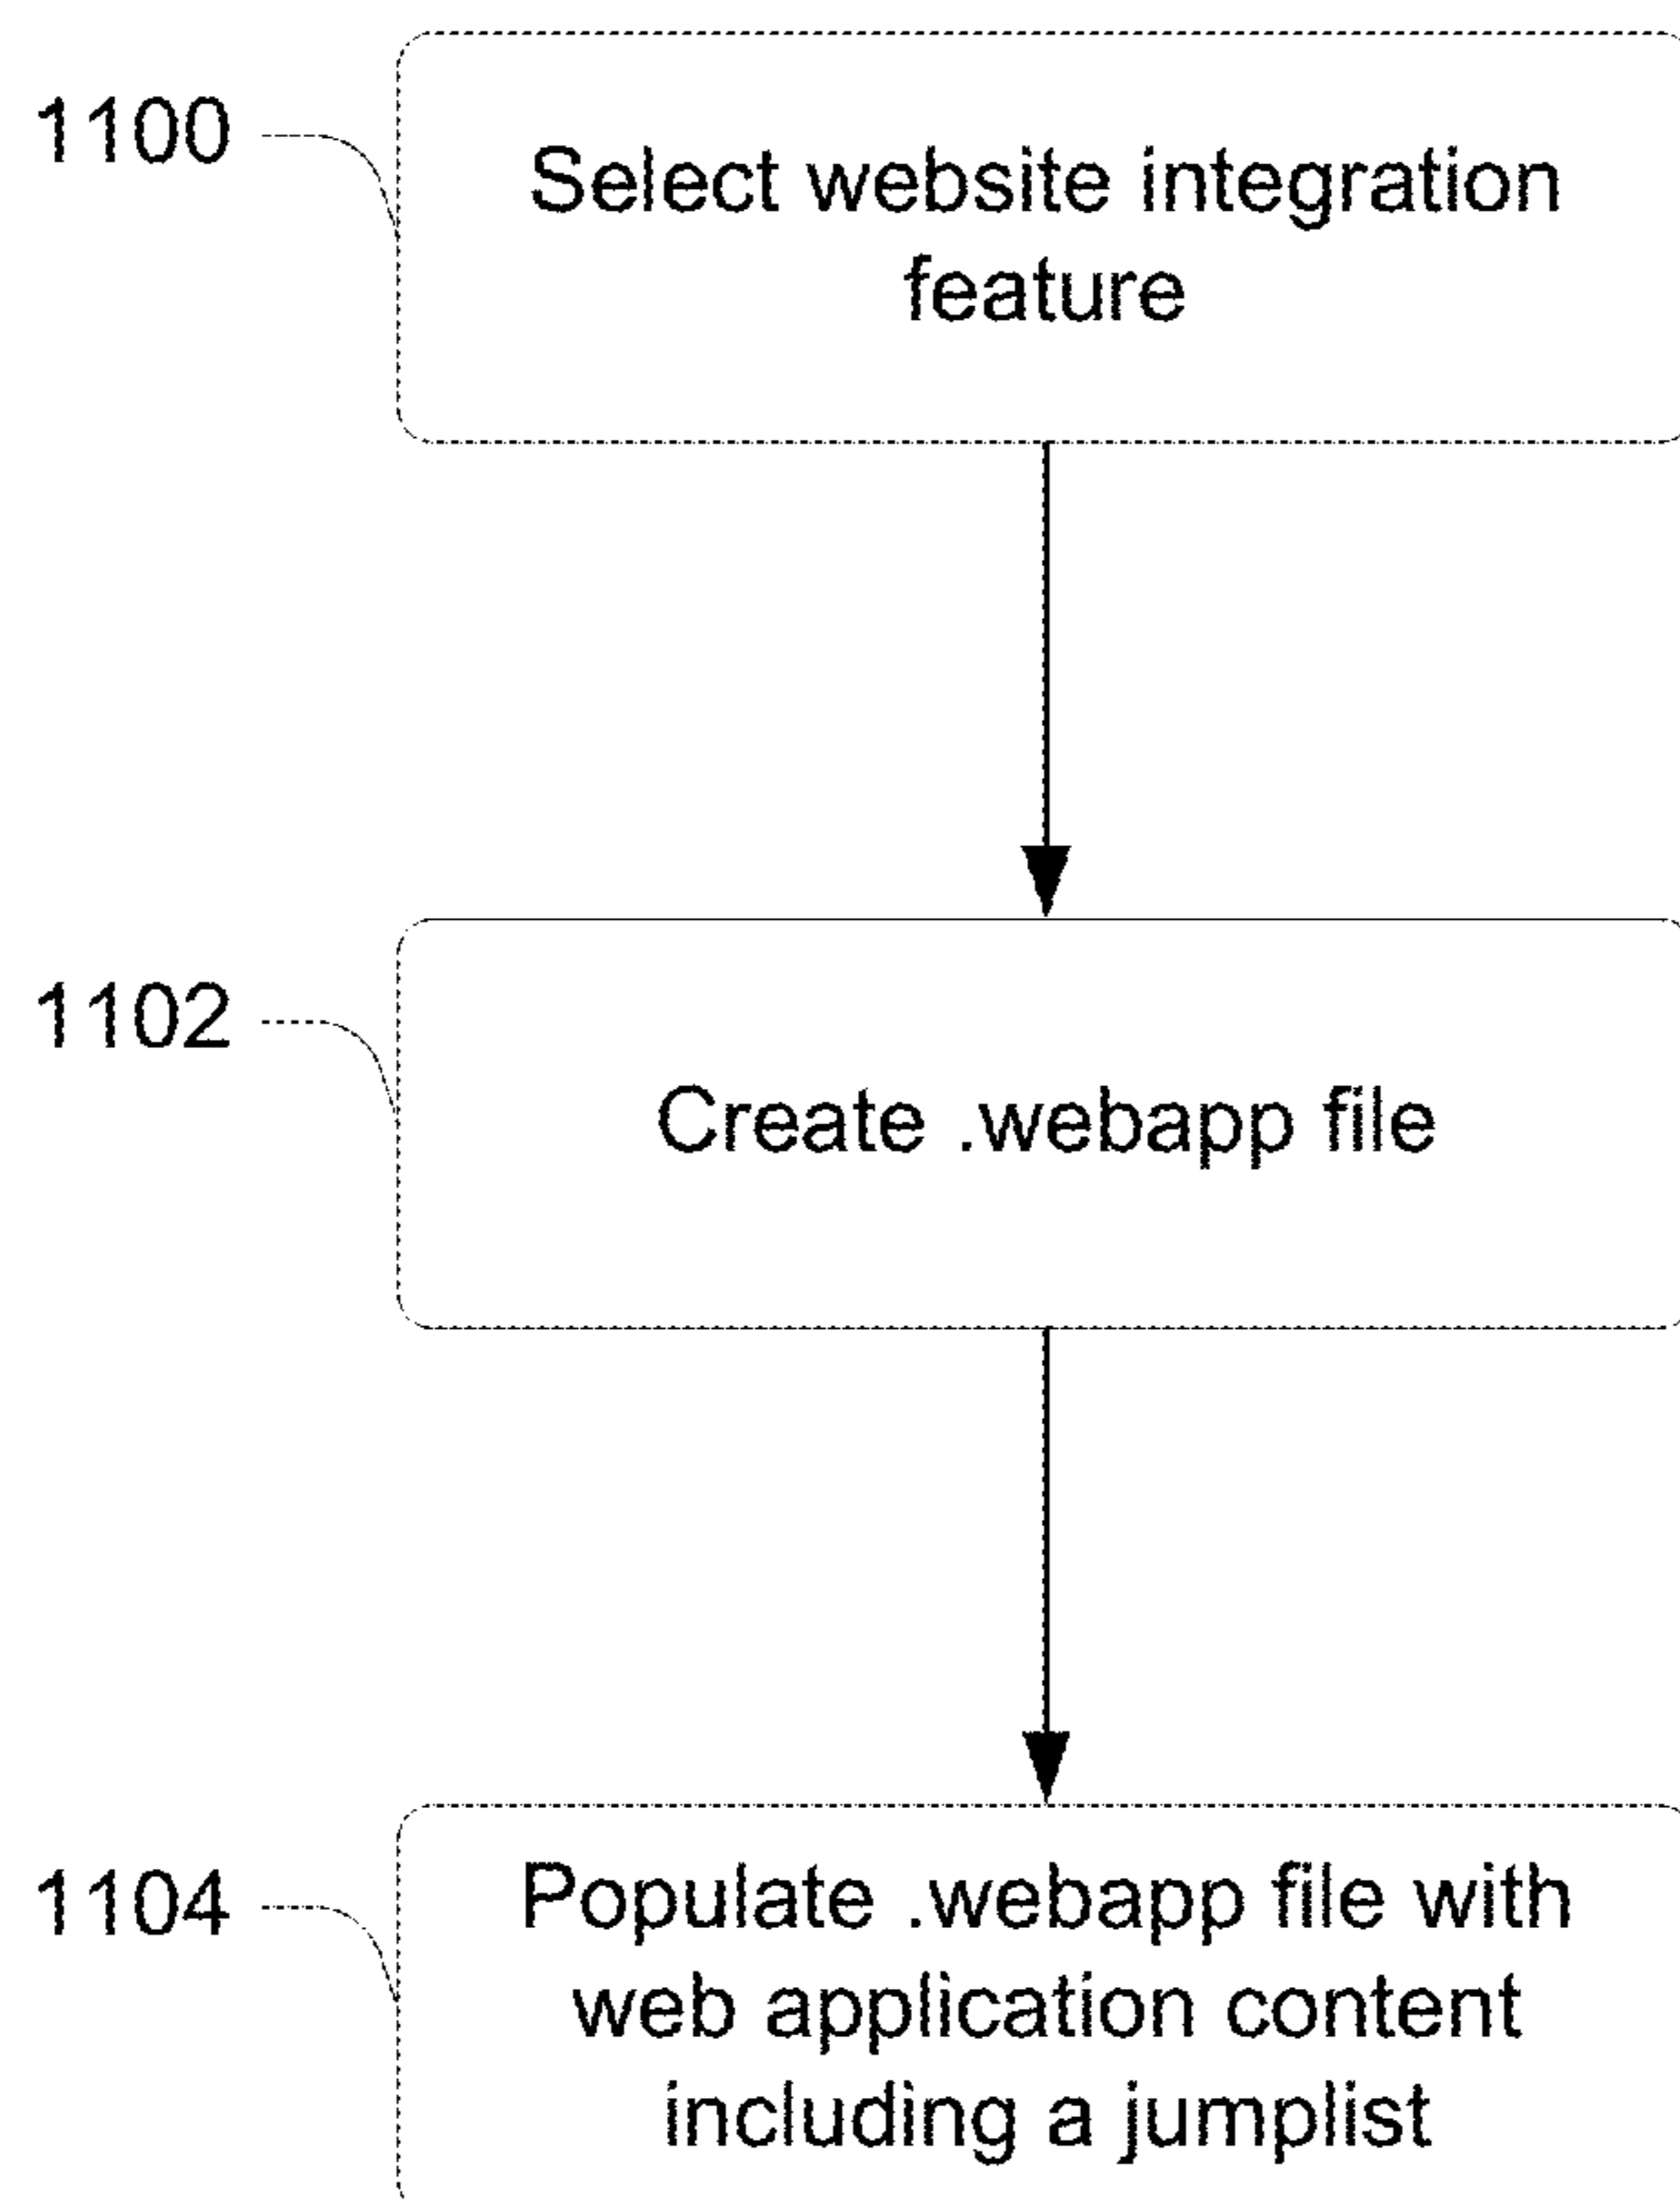 1100
Select website integration
feature
1102
Create .webapp file
1104
Populate .webapp file with
web application content
including a jumplist